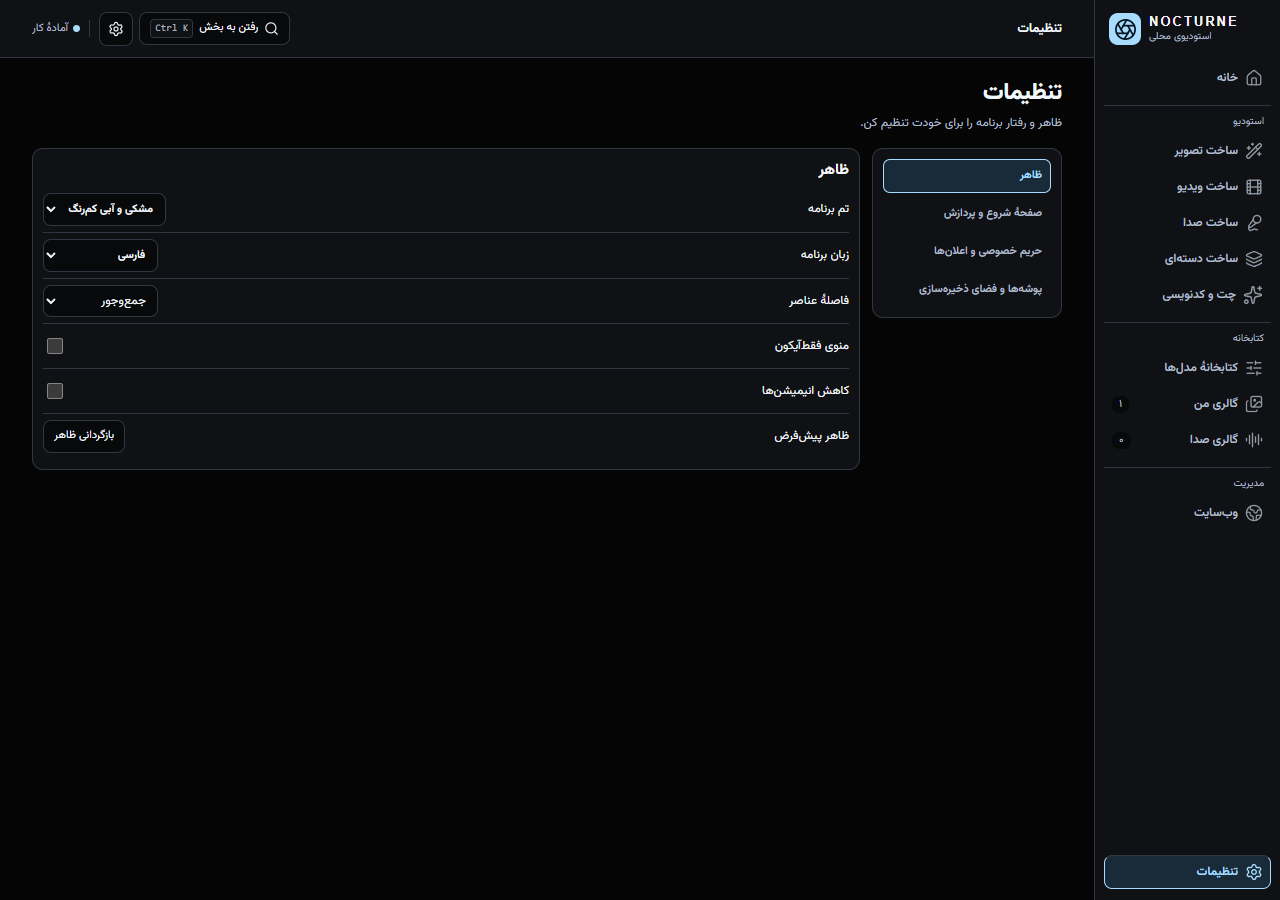 NOCTURNE
استودیوی محلی
خانه
استودیو
ساخت تصویر
ساخت ویدیو
ساخت صدا
ساخت دسته‌ای
چت و کدنویسی
کتابخانه
کتابخانهٔ مدل‌ها
گالری من ۱
گالری صدا ۰
مدیریت
وب‌سایت
تنظیمات
تنظیمات
رفتن به بخش Ctrl K
آمادهٔ کار
تنظیمات
ظاهر و رفتار برنامه را برای خودت تنظیم کن.
ظاهر
صفحهٔ شروع و پردازش
حریم خصوصی و اعلان‌ها
پوشه‌ها و فضای ذخیره‌سازی
ظاهر
تم برنامه مشکی و آبی کم‌رنگ
زبان برنامه فارسی
فاصلهٔ عناصر جمع‌وجور
منوی فقط‌آیکون
کاهش انیمیشن‌ها
ظاهر پیش‌فرض بازگردانی ظاهر